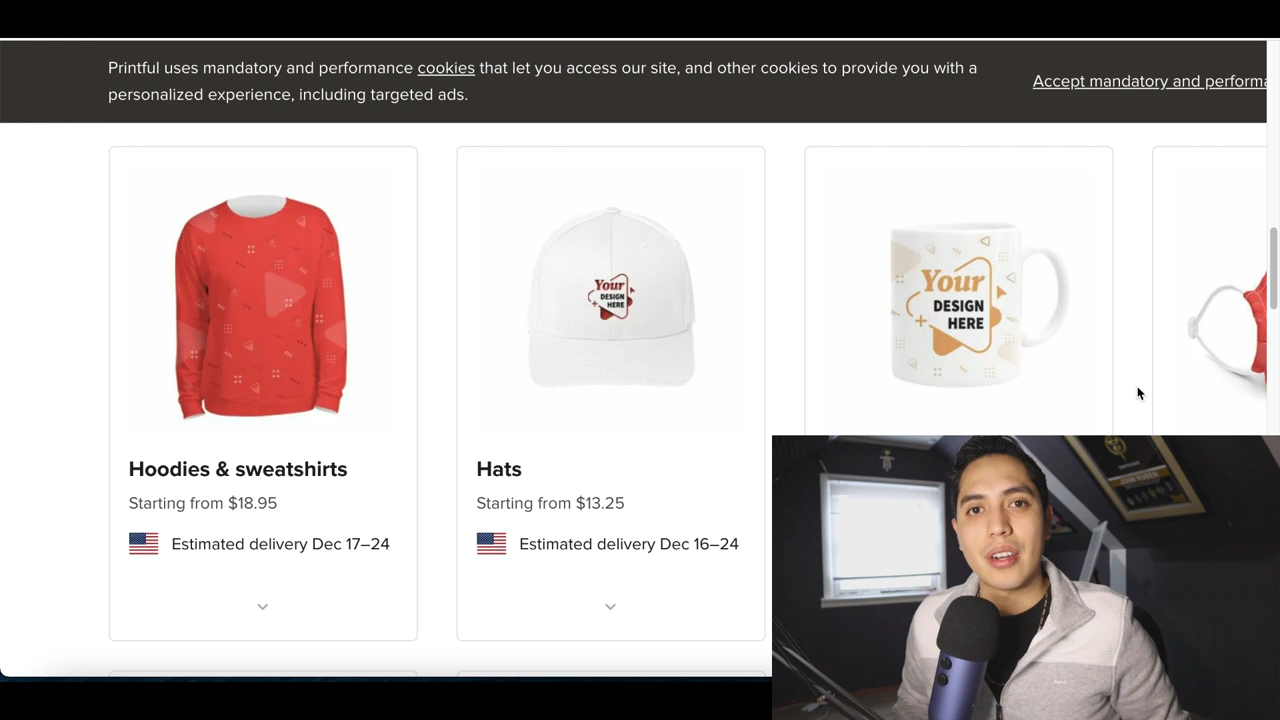 Printful uses mandatory and performance cookies that let you access our site, and other cookies to provide you with a
personalized experience, including targeted ads.
Accept mandatory and performa
Your
DESIGN
HERE
Your
DESIGN
HERE
Hoodies & sweatshirts
Starting from $18.95
Estimated delivery Dec 17–24
Hats
Starting from $13.25
Estimated delivery Dec 16–24